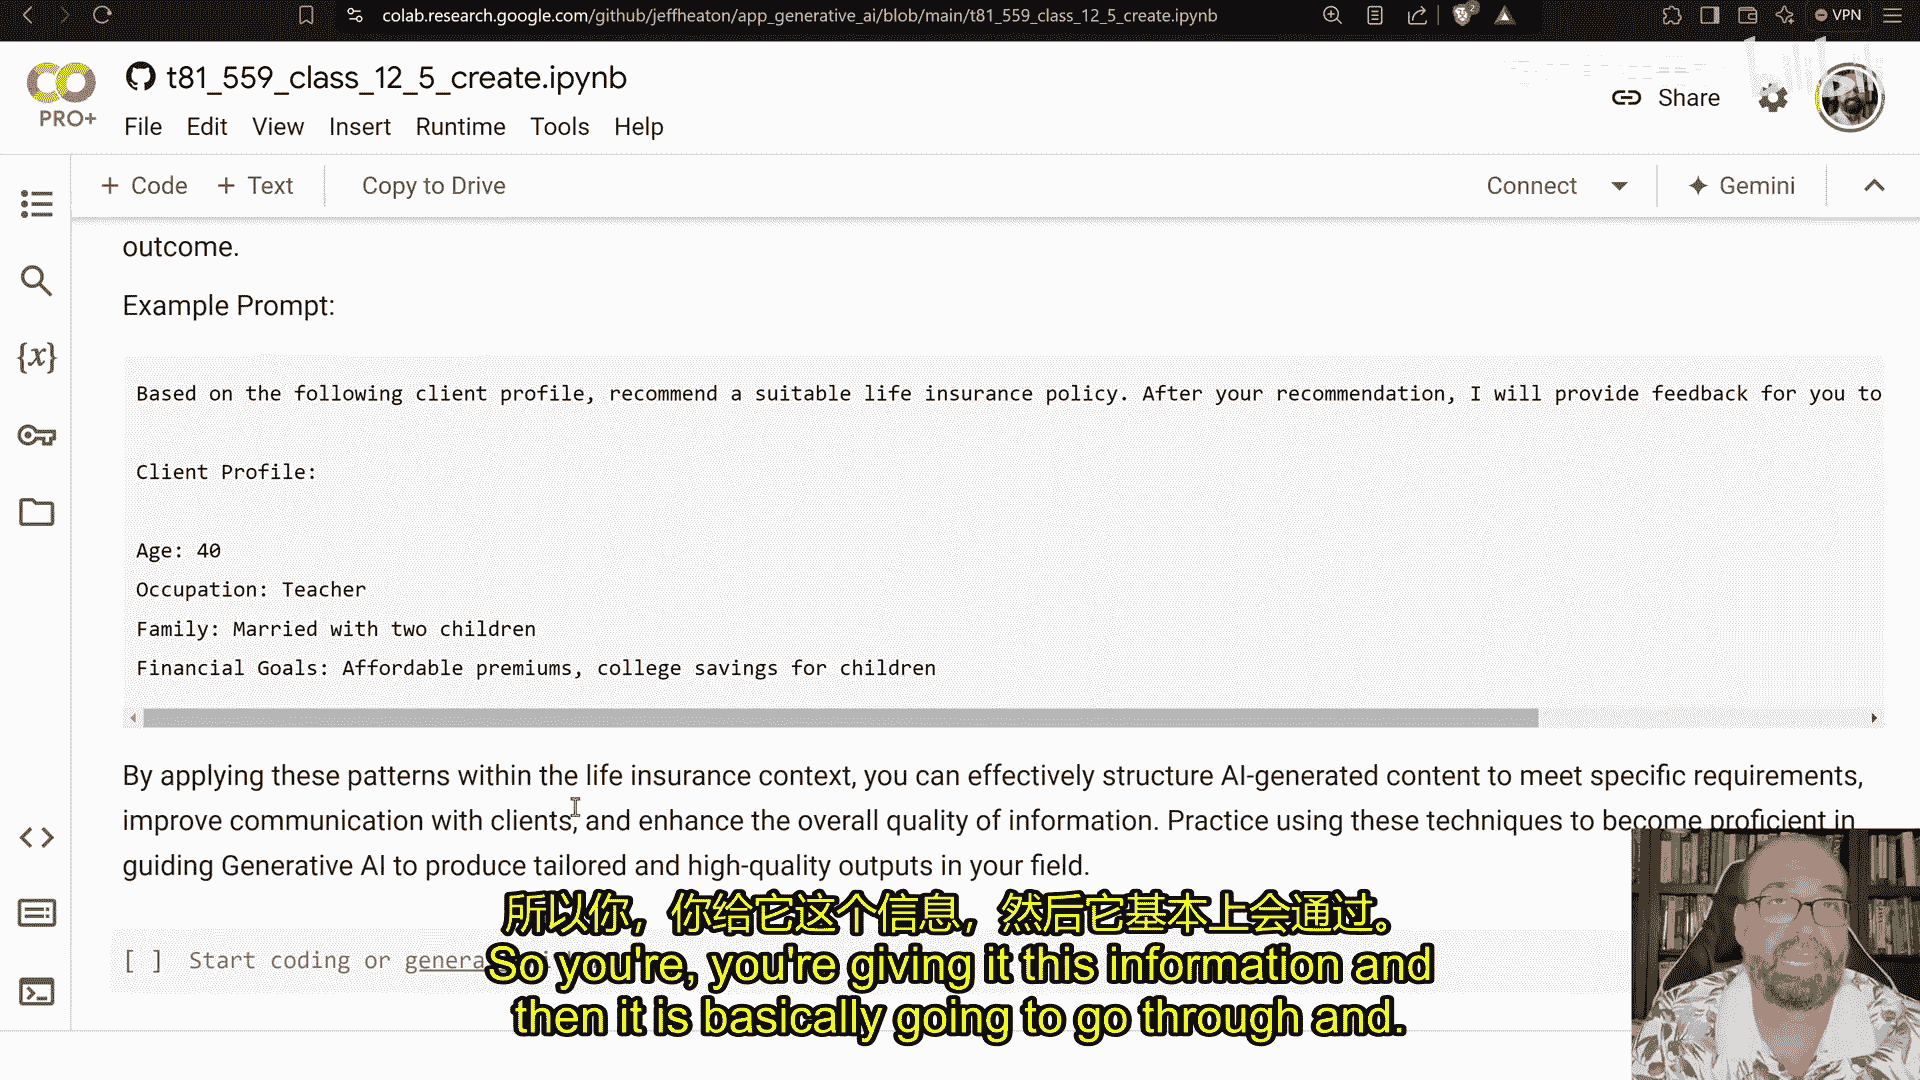 colab.research.google.com/github/jeffheaton/app_generative_ai/blob/main/t81_559_class_12_5_create.ipynb
2
VPN
bilibili
CO
PRO+
t81_559_class_12_5_create.ipynb
Share
File Edit View Insert Runtime Tools Help
+ Code + Text Copy to Drive Connect Gemini
outcome.
Example Prompt:
Based on the following client profile, recommend a suitable life insurance policy. After your recommendation, I will provide feedback for you to
Client Profile:
Age: 40
Occupation: Teacher
Family: Married with two children
Financial Goals: Affordable premiums, college savings for children
By applying these patterns within the life insurance context, you can effectively structure AI-generated content to meet specific requirements,
improve communication with clients, and enhance the overall quality of information. Practice using these techniques to become proficient in
guiding Generative AI to produce tailored and high-quality outputs in your field.
所以你，你给它这个信息，然后它基本上会通过。
[ ] Start coding or genera
So you're, you're giving it this information and
then it is basically going to go through and.